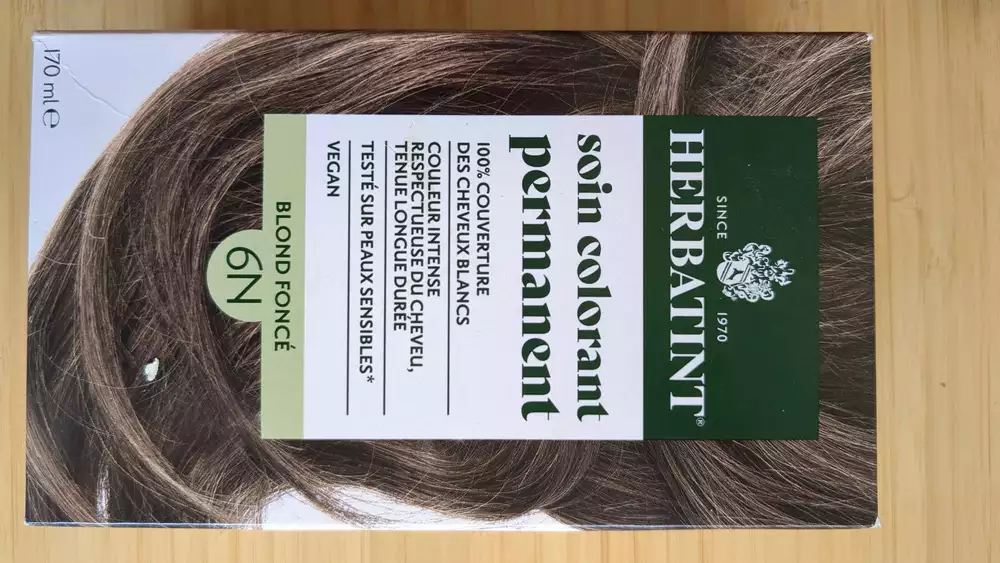 SINCE 1970
HERBATINT®
soin colorant
permanent
100% COUVERTURE
DES CHEVEUX BLANCS
COULEUR INTENSE
RESPECTUEUSE DU CHEVEU,
TENUE LONGUE DURÉE
TESTÉ SUR PEAUX SENSIBLES*
VEGAN
BLOND FONCÉ
6N
170 ml ℮